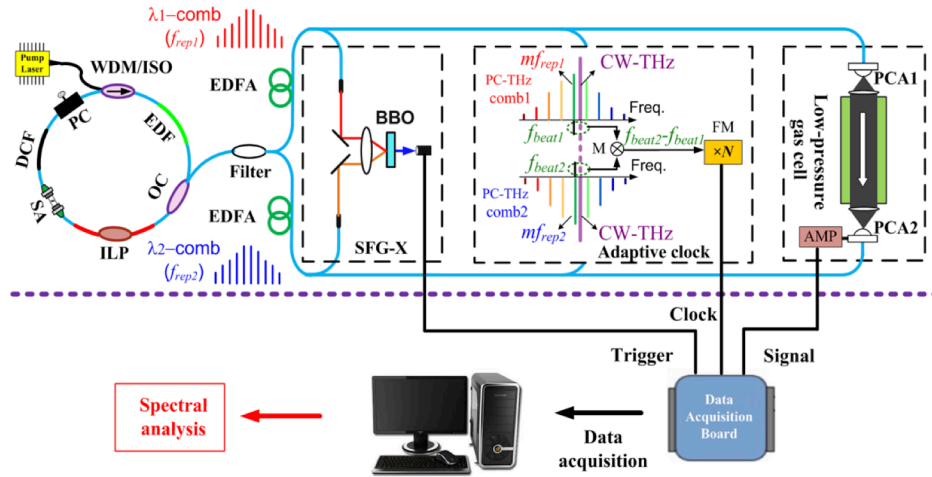 λ1-comb
(frep1)
Pump
Laser
WDM/ISO
PC
EDF
DCF
SA
OC
ILP
λ2-comb
(frep2)
EDFA
Filter
EDFA
BBO
SFG-X
mfrep1
CW-THz
PC-THz
comb1
Freq.
fbeat1
M
fbeat2-fbeat1
FM
×N
fbeat2
Freq.
PC-THz
comb2
mfrep2
CW-THz
Adaptive clock
PCA1
Low-pressure
gas cell
PCA2
AMP
Clock
Trigger
Signal
Data
Acquisition
Board
Data
acquisition
Spectral
analysis